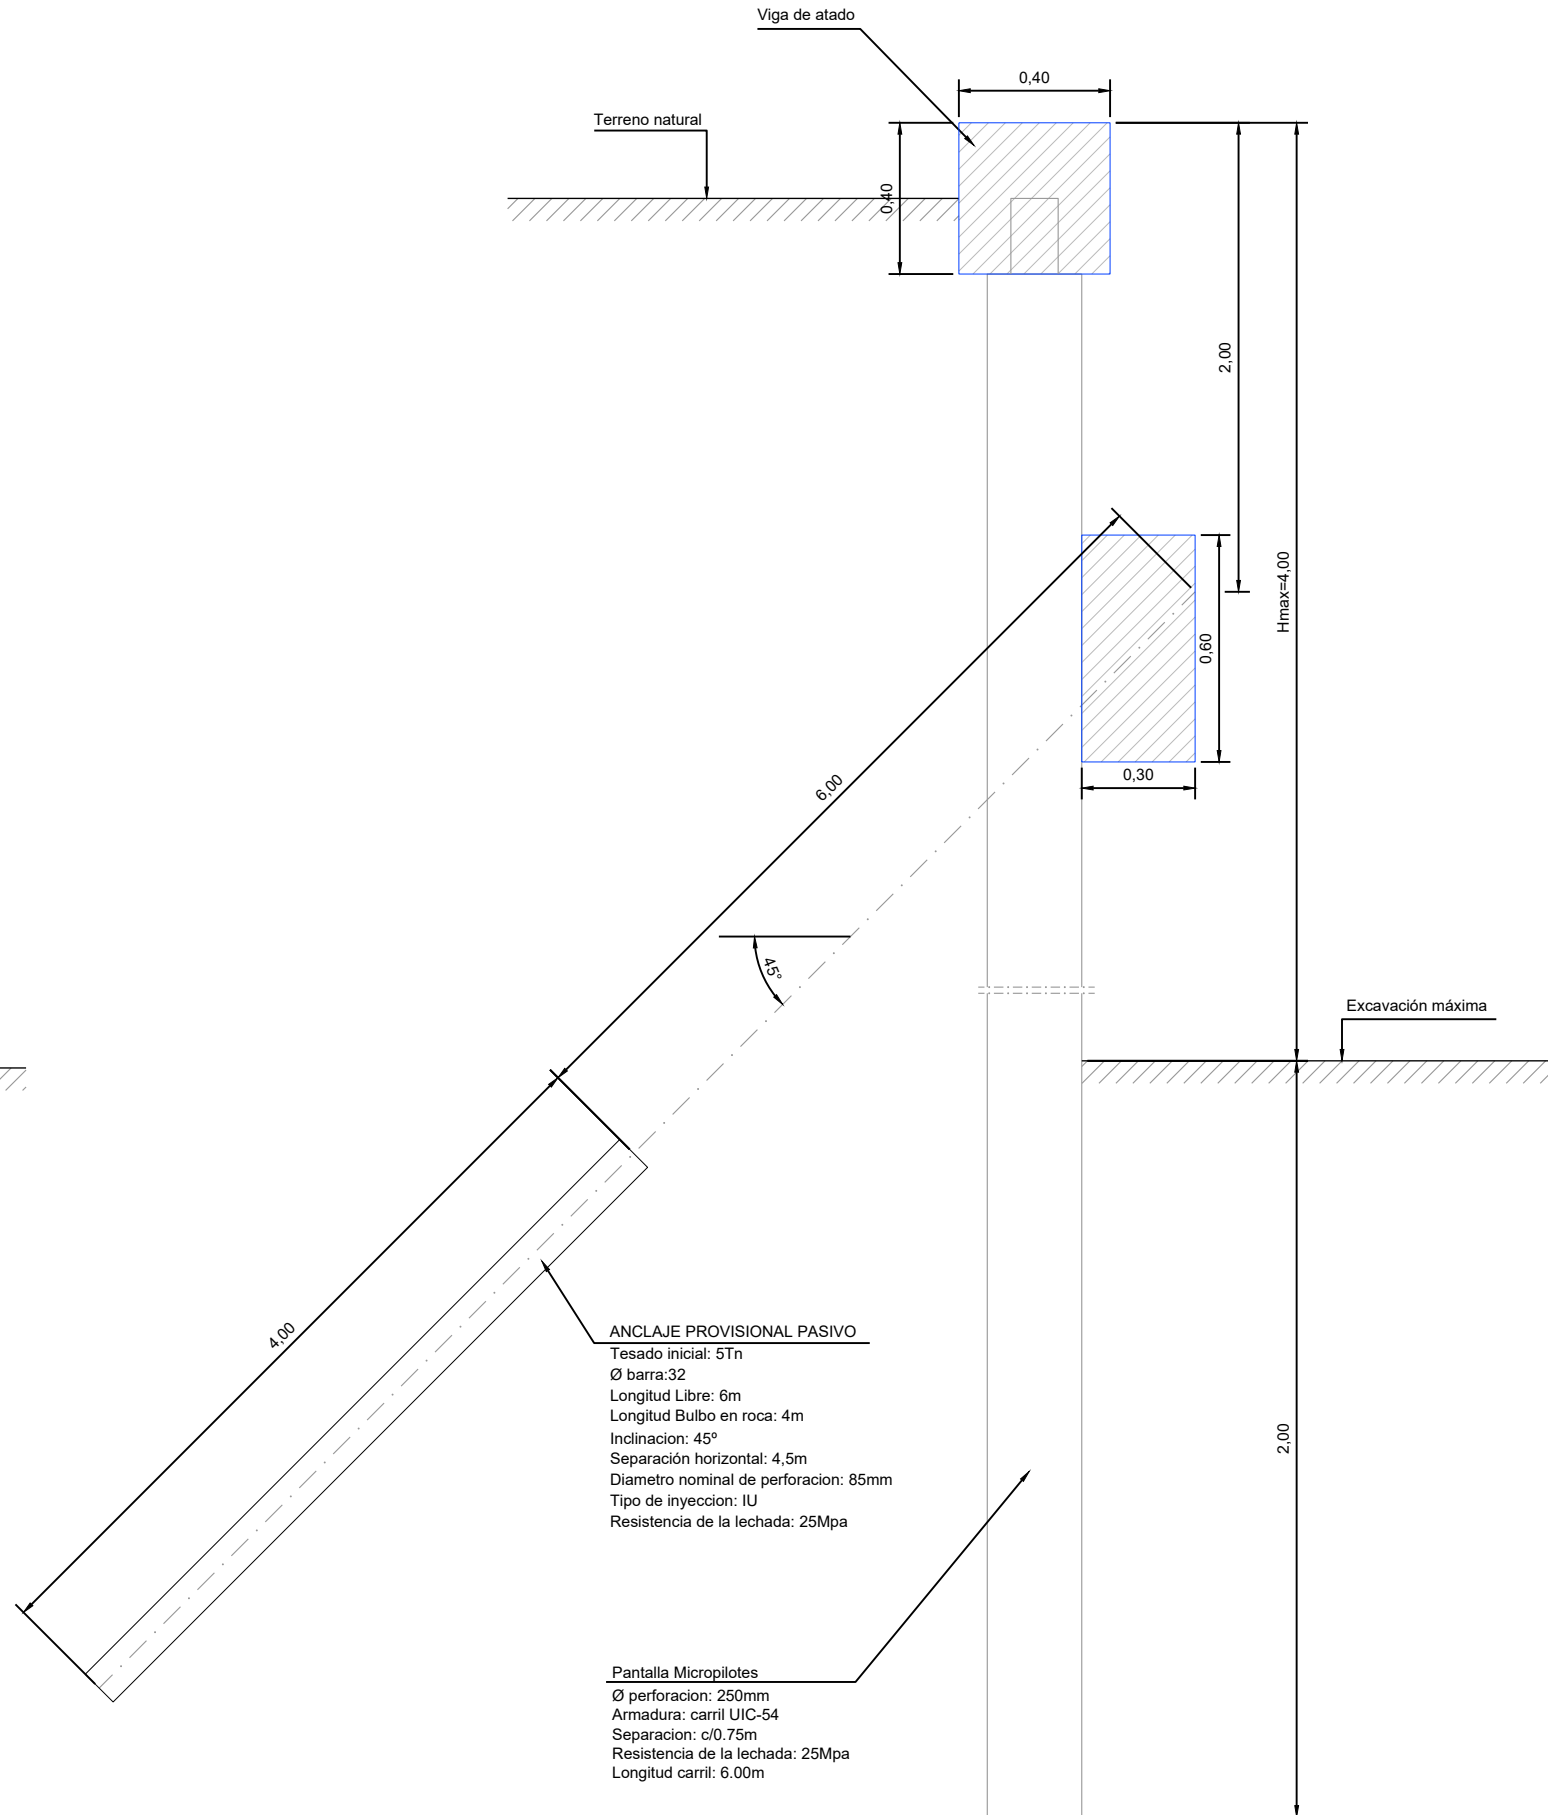 Viga de atado
0,40
Terreno natural
0,40
2,00
Hmax=4,00
0,60
0,30
6,00
45°
Excavación máxima
4,00
ANCLAJE PROVISIONAL PASIVO
Tesado inicial: 5Tn
Ø barra:32
Longitud Libre: 6m
Longitud Bulbo en roca: 4m
Inclinacion: 45º
Separación horizontal: 4,5m
Diametro nominal de perforacion: 85mm
Tipo de inyeccion: IU
Resistencia de la lechada: 25Mpa
2,00
Pantalla Micropilotes
Ø perforacion: 250mm
Armadura: carril UIC-54
Separacion: c/0.75m
Resistencia de la lechada: 25Mpa
Longitud carril: 6.00m